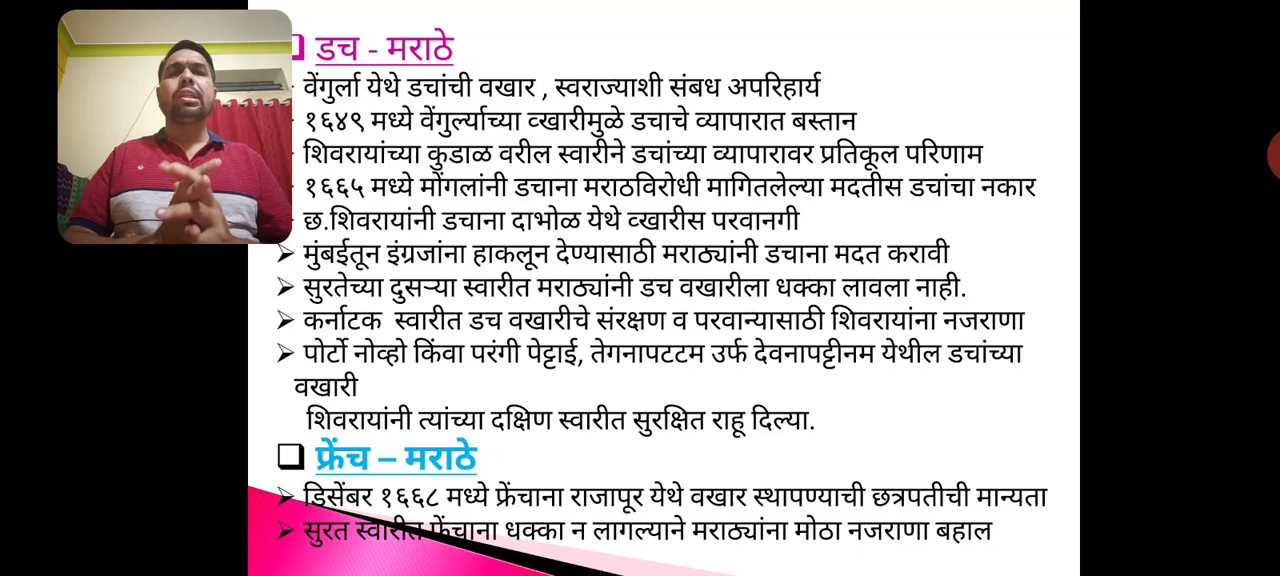 डच - मराठे
वेंगुर्ला येथे डचांची वखार , स्वराज्याशी संबध अपरिहार्य
१६४९ मध्ये वेंगुर्ल्याच्या व्खारीमुळे डचाचे व्यापारात बस्तान
शिवरायांच्या कुडाळ वरील स्वारीने डचांच्या व्यापारावर प्रतिकूल परिणाम
१६६५ मध्ये मोंगलांनी डचाना मराठविरोधी मागितलेल्या मदतीस डचांचा नकार
छ.शिवरायांनी डचाना दाभोळ येथे व्खारीस परवानगी
➢ मुंबईतून इंग्रजांना हाकलून देण्यासाठी मराठ्यांनी डचाना मदत करावी
➢ सुरतेच्या दुसऱ्या स्वारीत मराठ्यांनी डच वखारीला धक्का लावला नाही.
➢ कर्नाटक स्वारीत डच वखारीचे संरक्षण व परवान्यासाठी शिवरायांना नजराणा
➢ पोर्टो नोव्हो किंवा परंगी पेट्टाई, तेगनापटटम उर्फ देवनापट्टीनम येथील डचांच्या
वखारी
शिवरायांनी त्यांच्या दक्षिण स्वारीत सुरक्षित राहू दिल्या.
❑ फ्रेंच – मराठे
➢ डिसेंबर १६६८ मध्ये फ्रेंचाना राजापूर येथे वखार स्थापण्याची छत्रपतीची मान्यता
➢ सुरत स्वारीत फ्रेंचाना धक्का न लागल्याने मराठ्यांना मोठा नजराणा बहाल